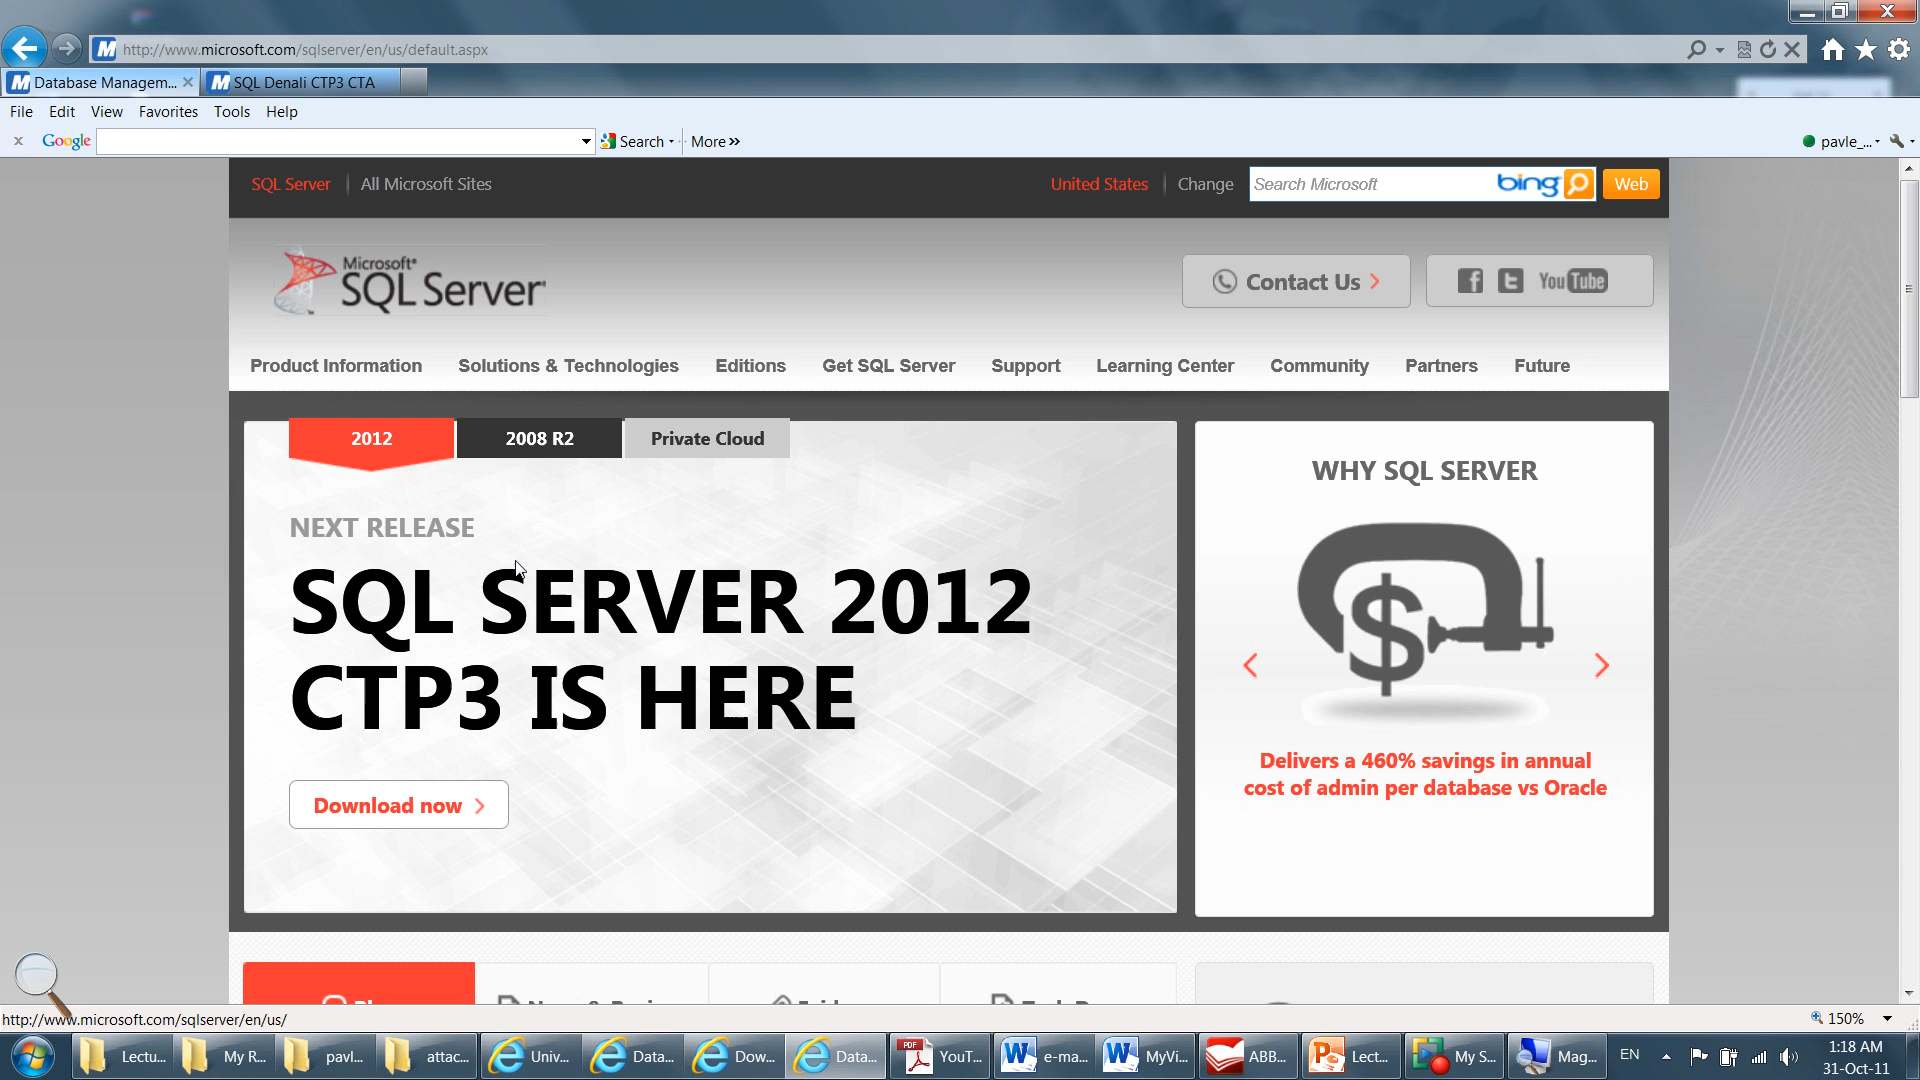 http://www.microsoft.com/sqlserver/en/us/default.aspx
Database Managem...
SQL Denali CTP3 CTA
File Edit View Favorites Tools Help
x Google Search More »
pavle_...
SQL Server All Microsoft Sites
United States Change Search Microsoft bing Web
Microsoft®
SQL Server®
Contact Us
You Tube
Product Information Solutions & Technologies Editions Get SQL Server Support Learning Center Community Partners Future
2012 2008 R2 Private Cloud
NEXT RELEASE
SQL SERVER 2012
CTP3 IS HERE
Download now
WHY SQL SERVER
Delivers a 460% savings in annual
cost of admin per database vs Oracle
http://www.microsoft.com/sqlserver/en/us/
150%
Lectu... My R... pavl... attac... Univ... Data... Dow... Data... PDF YouT... e-ma... MyVi... ABB... Lect... My S... Mag... EN
1:18 AM
31-Oct-11